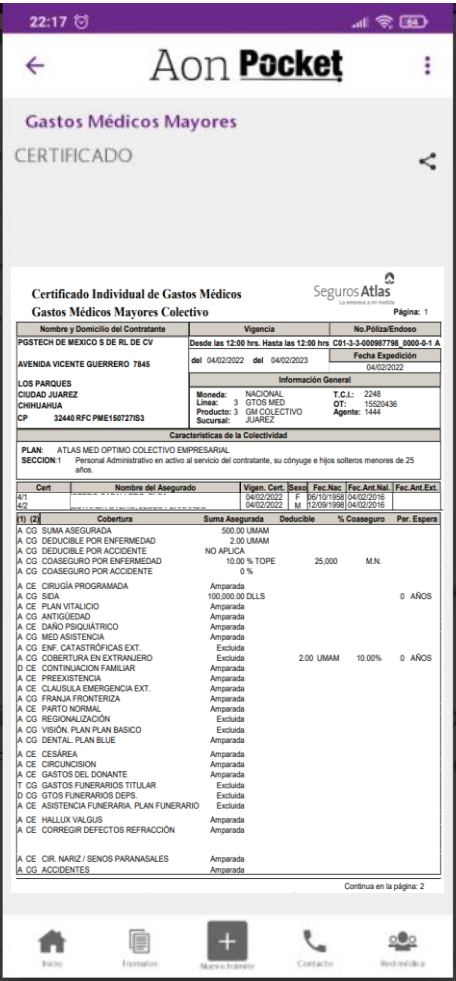 22:17
64
Aon Pocket
Gastos Médicos Mayores
CERTIFICADO
Certificado Individual de Gastos Médicos
Gastos Médicos Mayores Colectivo
Seguros Atlas
La empresa a mi medida
Página: 1
Nombre y Domicilio del Contratante Vigencia No.Póliza/Endoso
PGSTECH DE MEXICO S DE RL DE CV Desde las 12:00 hrs. Hasta las 12:00 hrs C01-3-3-000987798_0000-0-1 A
del 04/02/2022 del 04/02/2023 Fecha Expedición
AVENIDA VICENTE GUERRERO 7845 04/02/2022
LOS PARQUES Información General
CIUDAD JUAREZ Moneda: NACIONAL T.C.I.: 2248
CHIHUAHUA Línea: 3 GTOS MED OT: 15520436
Producto: 3 GM COLECTIVO Agente: 1444
CP 32440 RFC PME150727IS3 Sucursal: JUAREZ
Características de la Colectividad
PLAN: ATLAS MED OPTIMO COLECTIVO EMPRESARIAL
SECCION:1 Personal Administrativo en activo al servicio del contratante, su cónyuge e hijos solteros menores de 25
años.
Cert Nombre del Asegurado Vigen. Cert. Sexo Fec.Nac Fec.Ant.Nal. Fec.Ant.Ext.
4/1 04/02/2022 F 06/10/1958 04/02/2016
4/2 04/02/2022 M 12/09/1998 04/02/2016
(1) (2) Cobertura Suma Asegurada Deducible % Coaseguro Per. Espera
A CG SUMA ASEGURADA 500.00 UMAM
A CG DEDUCIBLE POR ENFERMEDAD 2.00 UMAM
A CG DEDUCIBLE POR ACCIDENTE NO APLICA
A CG COASEGURO POR ENFERMEDAD 10.00 % TOPE 25,000 M.N.
A CG COASEGURO POR ACCIDENTE 0 %
A CE CIRUGÍA PROGRAMADA Amparada
A CG SIDA 100,000.00 DLLS 0 AÑOS
A CE PLAN VITALICIO Amparada
A CG ANTIGÜEDAD Amparada
A CE DAÑO PSIQUIÁTRICO Amparada
A CG MED ASISTENCIA Amparada
A CG ENF. CATASTRÓFICAS EXT. Excluida
A CG COBERTURA EN EXTRANJERO Excluida 2.00 UMAM 10.00% 0 AÑOS
D CE CONTINUACION FAMILIAR Amparada
A CE PREEXISTENCIA Amparada
A CE CLAUSULA EMERGENCIA EXT. Amparada
A CG FRANJA FRONTERIZA Amparada
A CE PARTO NORMAL Amparada
A CG REGIONALIZACIÓN Excluida
A CG VISIÓN. PLAN PLAN BASICO Excluida
A CG DENTAL. PLAN BLUE Amparada
A CE CESÁREA Amparada
A CE CIRCUNCISION Amparada
A CE GASTOS DEL DONANTE Amparada
T CG GASTOS FUNERARIOS TITULAR Excluida
D CG GTOS FUNERARIOS DEPS. Excluida
A CE ASISTENCIA FUNERARIA. PLAN FUNERARIO Excluida
A CE HALLUX VALGUS Amparada
A CE CORREGIR DEFECTOS REFRACCIÓN Amparada
A CE CIR. NARIZ / SENOS PARANASALES Amparada
A CG ACCIDENTES Amparada
Continua en la página: 2
Inicio Formatos Nuevo trámite Contacto Red médica